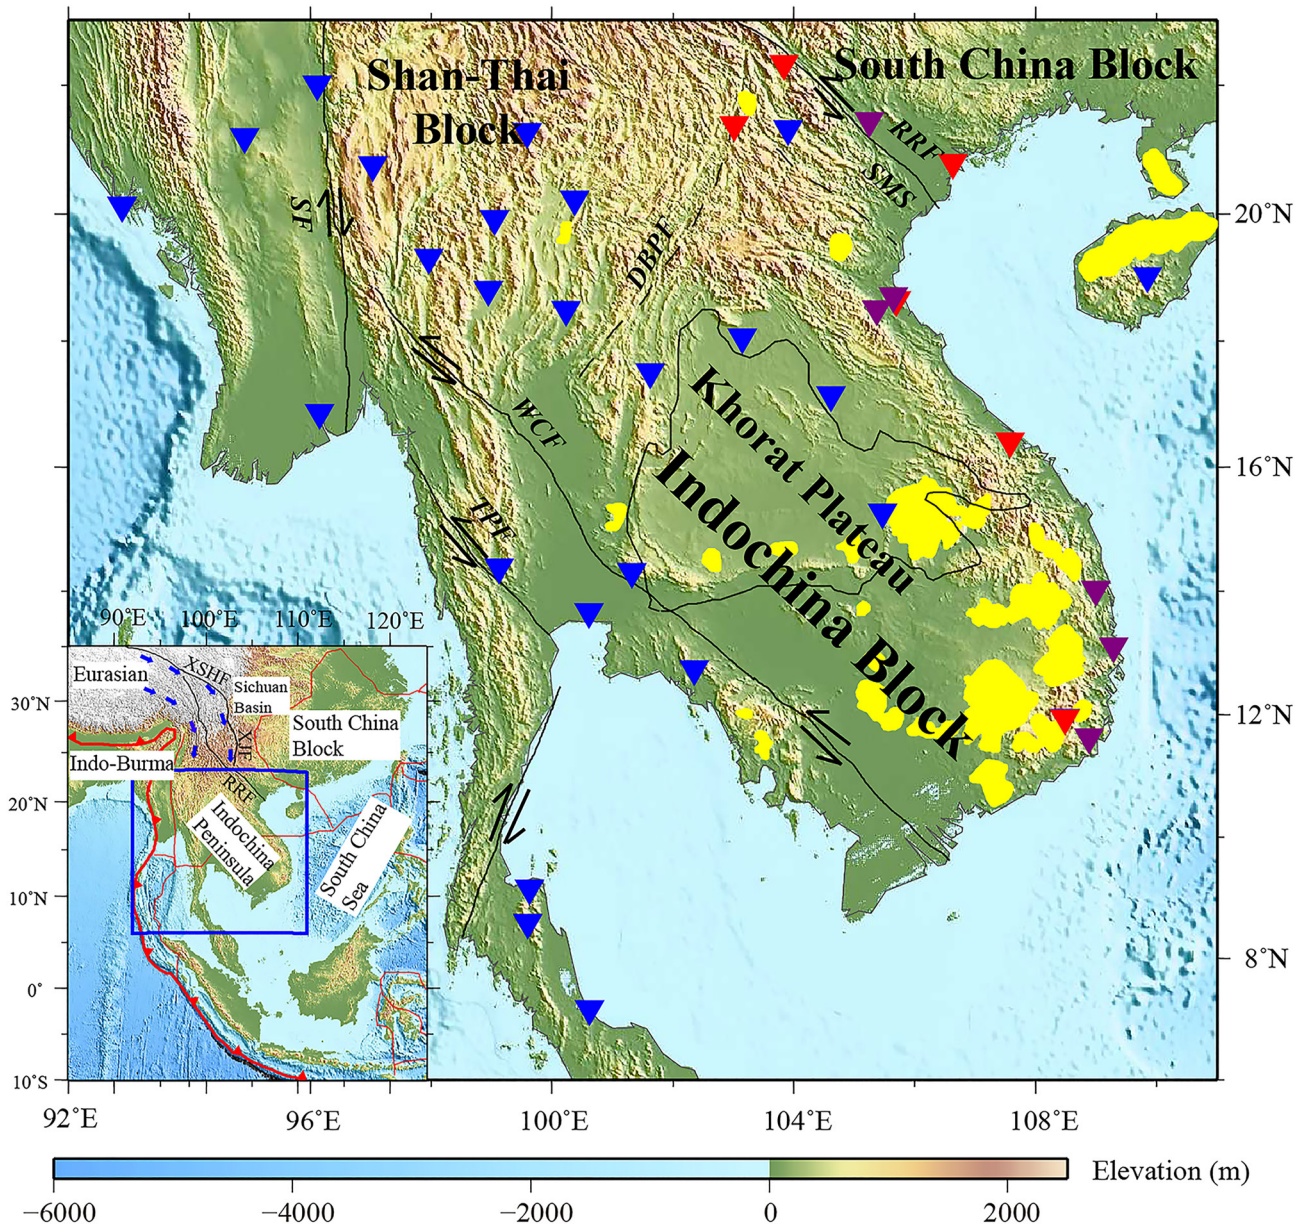 Shan-Thai
Block
South China Block
RRF
SMS
SF
DBPF
20°N
WCF
Khorat Plateau
Indochina Block
16°N
TPF
90°E 100°E 110°E 120°E
Eurasian
XSHF
Sichuan
Basin
South China
Block
XJF
30°N
Indo-Burma
RRF
20°N
Indochina
Peninsula
South China
Sea
10°N
0°
10°S
12°N
8°N
92°E 96°E 100°E 104°E 108°E
Elevation (m)
−6000 −4000 −2000 0 2000